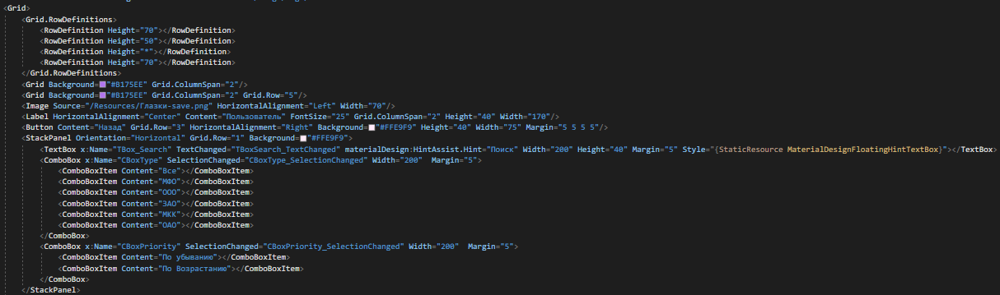 <Grid>
<Grid.RowDefinitions>
<RowDefinition Height="70"></RowDefinition>
<RowDefinition Height="50"></RowDefinition>
<RowDefinition Height="*"></RowDefinition>
<RowDefinition Height="70"></RowDefinition>
</Grid.RowDefinitions>
<Grid Background="#B175EE" Grid.ColumnSpan="2"/>
<Grid Background="#B175EE" Grid.ColumnSpan="2" Grid.Row="5"/>
<Image Source="/Resources/Глазки-save.png" HorizontalAlignment="Left" Width="70"/>
<Label HorizontalAlignment="Center" Content="Пользователь" FontSize="25" Grid.ColumnSpan="2" Height="40" Width="170"/>
<Button Content="Назад" Grid.Row="3" HorizontalAlignment="Right" Background="#FFE9F9" Height="40" Width="75" Margin="5 5 5 5"/>
<StackPanel Orientation="Horizontal" Grid.Row="1" Background="#FFE9F9">
<TextBox x:Name="TBox_Search" TextChanged="TBoxSearch_TextChanged" materialDesign:HintAssist.Hint="Поиск" Width="200" Height="40" Margin="5" Style="{StaticResource MaterialDesignFloatingHintTextBox}"></TextBox>
<ComboBox x:Name="CBoxType" SelectionChanged="CBoxType_SelectionChanged" Width="200"  Margin="5">
<ComboBoxItem Content="Все"></ComboBoxItem>
<ComboBoxItem Content="МФО"></ComboBoxItem>
<ComboBoxItem Content="ООО"></ComboBoxItem>
<ComboBoxItem Content="ЗАО"></ComboBoxItem>
<ComboBoxItem Content="МКК"></ComboBoxItem>
<ComboBoxItem Content="ОАО"></ComboBoxItem>
</ComboBox>
<ComboBox x:Name="CBoxPriority" SelectionChanged="CBoxPriority_SelectionChanged" Width="200"  Margin="5">
<ComboBoxItem Content="По убыванию"></ComboBoxItem>
<ComboBoxItem Content="По Возрастанию"></ComboBoxItem>
</ComboBox>
</StackPanel>